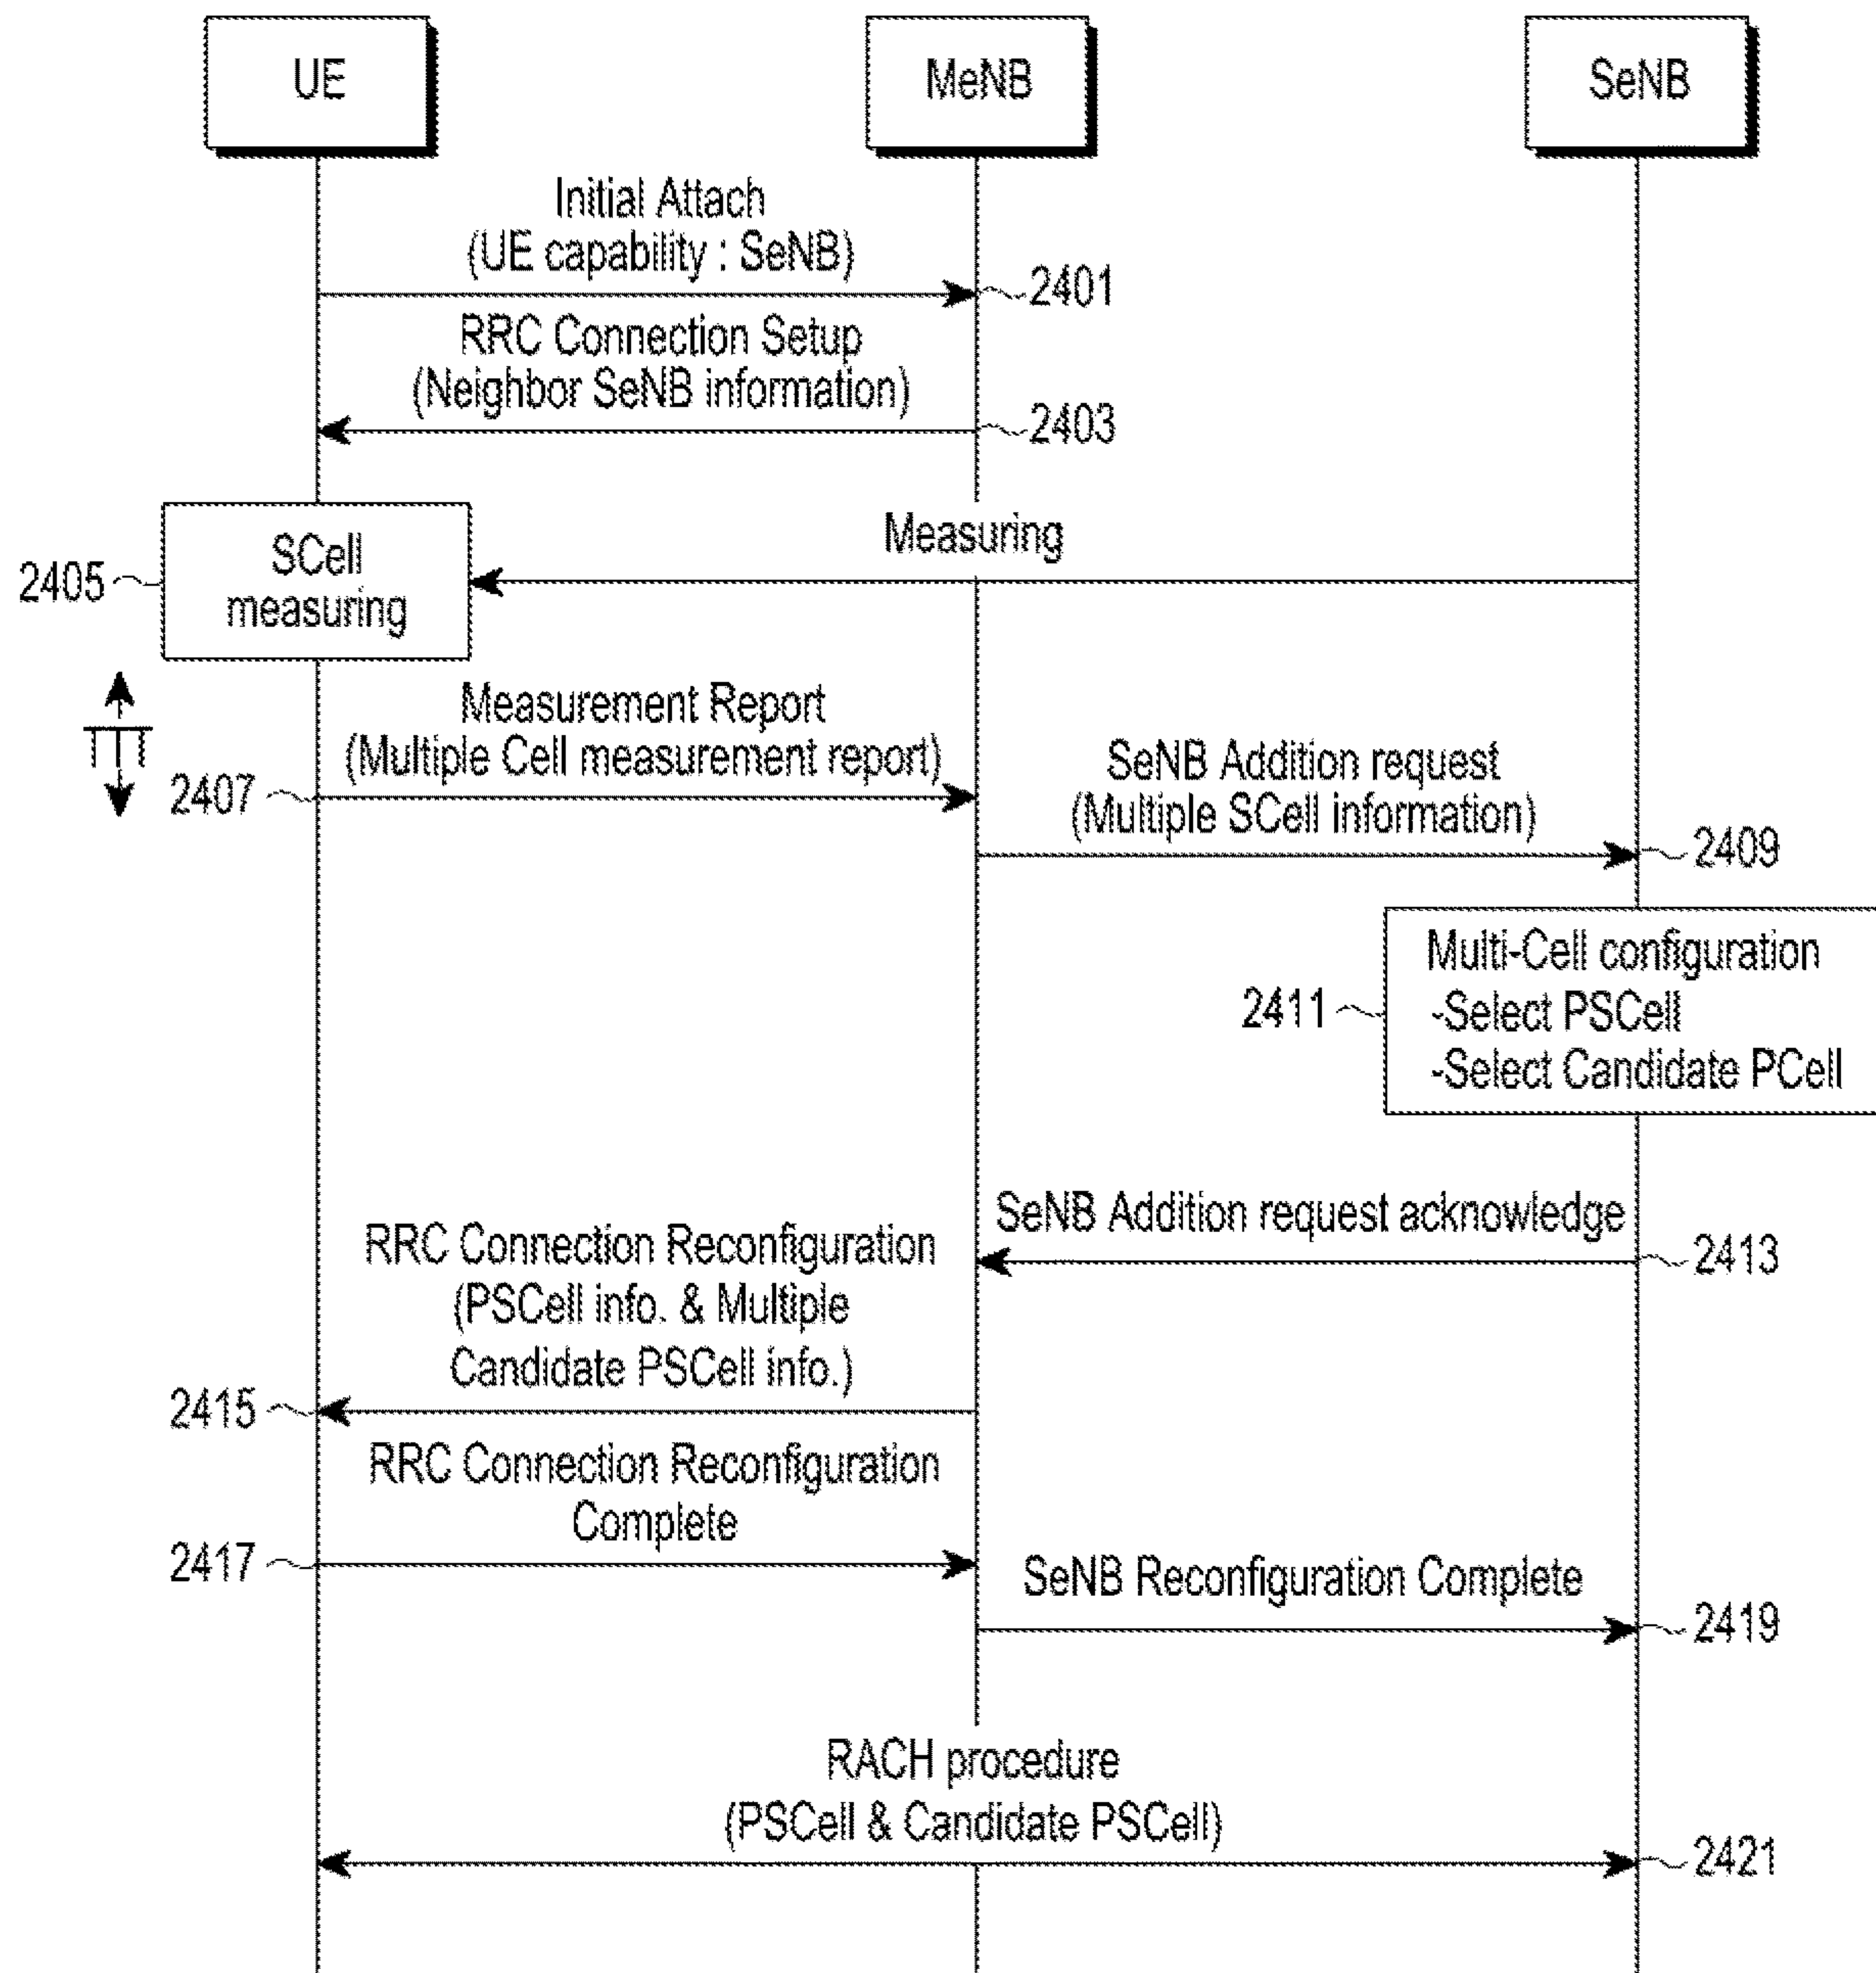 UE
MeNB
SeNB
Initial Attach
(UE capability : SeNB)
2401
RRC Connection Setup
(Neighbor SeNB information)
2403
Measuring
SCell
measuring
2405
Measurement Report
(Multiple Cell measurement report)
TTT
2407
SeNB Addition request
(Multiple SCell information)
2409
Multi-Cell configuration
-Select PSCell
-Select Candidate PCell
2411
SeNB Addition request acknowledge
2413
RRC Connection Reconfiguration
(PSCell info. & Multiple
Candidate PSCell info.)
2415
RRC Connection Reconfiguration
Complete
2417
SeNB Reconfiguration Complete
2419
RACH procedure
(PSCell & Candidate PSCell)
2421